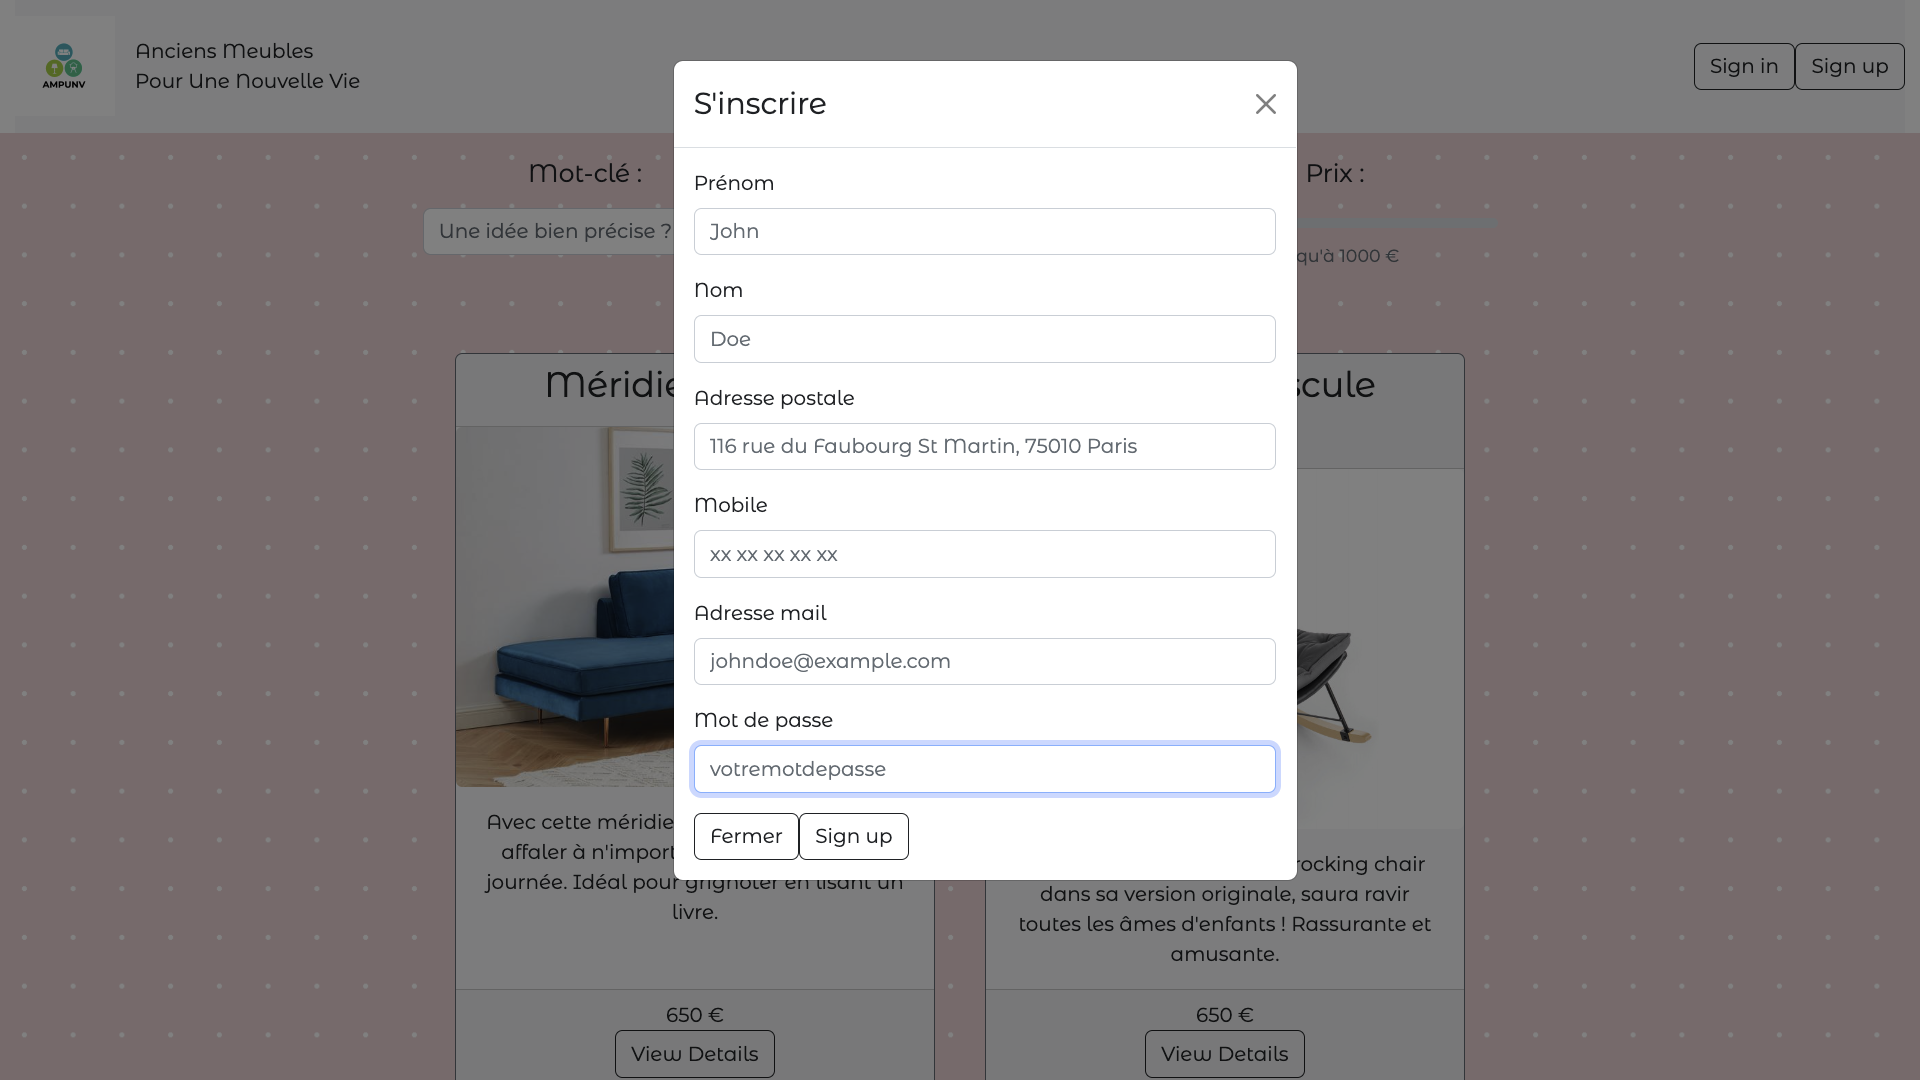 AMPUNV
Anciens Meubles
Pour Une Nouvelle Vie
Sign in
Sign up
Mot-clé :
Une idée bien précise ?
Prix :
qu'à 1000 €
S'inscrire
Prénom
John
Nom
Doe
Adresse postale
116 rue du Faubourg St Martin, 75010 Paris
Mobile
xx xx xx xx xx
Adresse mail
johndoe@example.com
Mot de passe
votremotdepasse
Fermer
Sign up
Méridie
scule
Avec cette méridie
affaler à n'import
journée. Idéal pour grignoter en lisant un
livre.
650 €
View Details
rocking chair
dans sa version originale, saura ravir
toutes les âmes d'enfants ! Rassurante et
amusante.
650 €
View Details